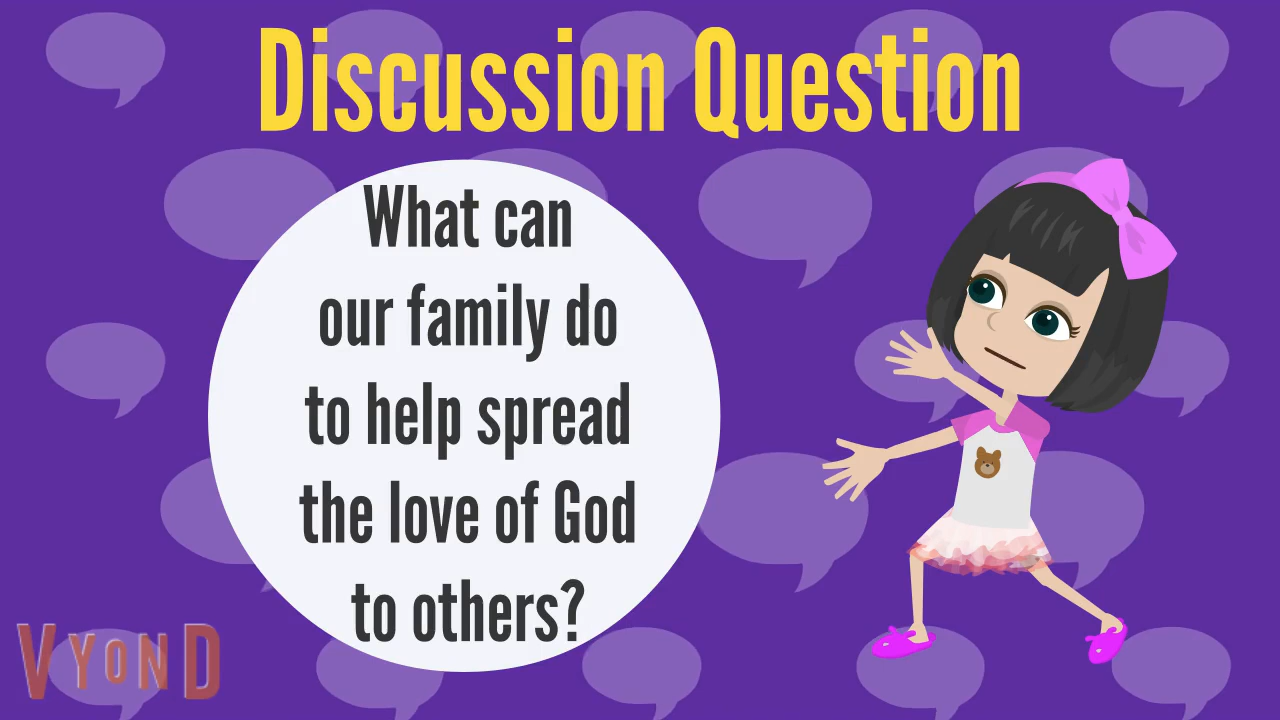 Discussion Question
What can
our family do
to help spread
the love of God
to others?
VYOND